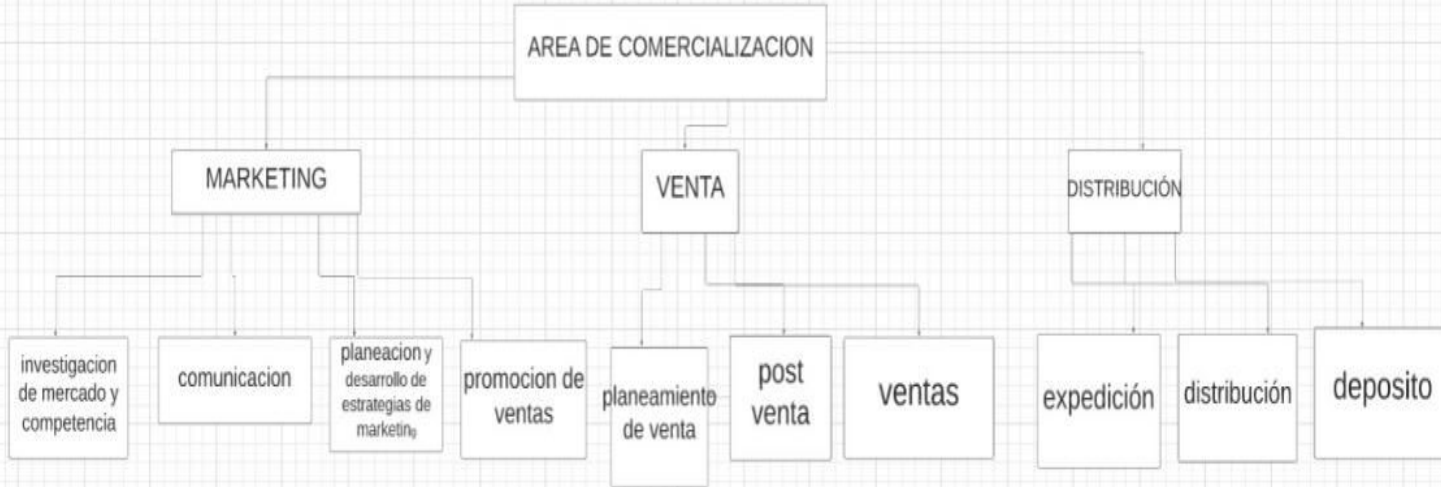 AREA DE COMERCIALIZACION
MARKETING
VENTA
DISTRIBUCIÓN
investigacion
de mercado y
competencia
comunicacion
planeacion y
desarrollo de
estrategias de
marketing
promocion de
ventas
planeamiento
de venta
post
venta
ventas
expedición
distribución
deposito